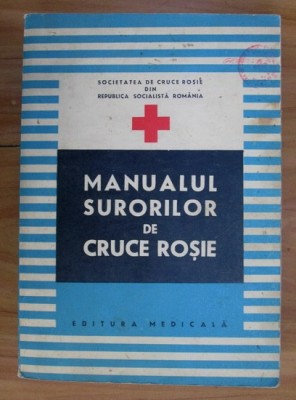 SOCIETATEA DE CRUCE ROȘIE
DIN
REPUBLICA SOCIALISTĂ ROMÂNIA
MANUALUL
SURORILOR
DE
CRUCE ROȘIE
EDITURA MEDICALĂ